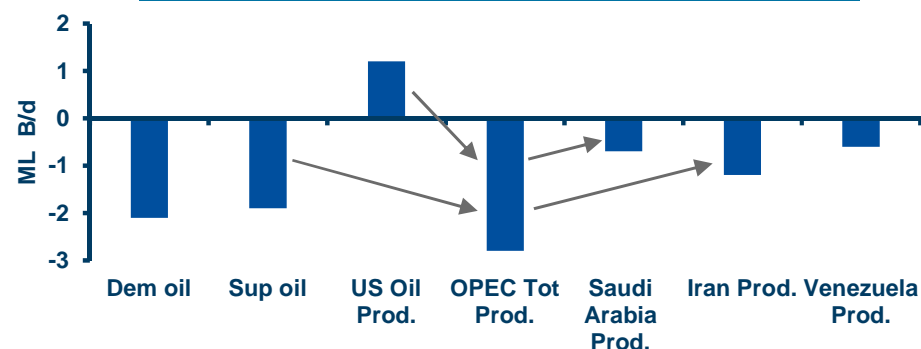 2
1
0
-1
-2
-3
ML B/d
Dem oil
Sup oil
US Oil
Prod.
OPEC Tot
Prod.
Saudi
Arabia
Prod.
Iran Prod.
Venezuela
Prod.